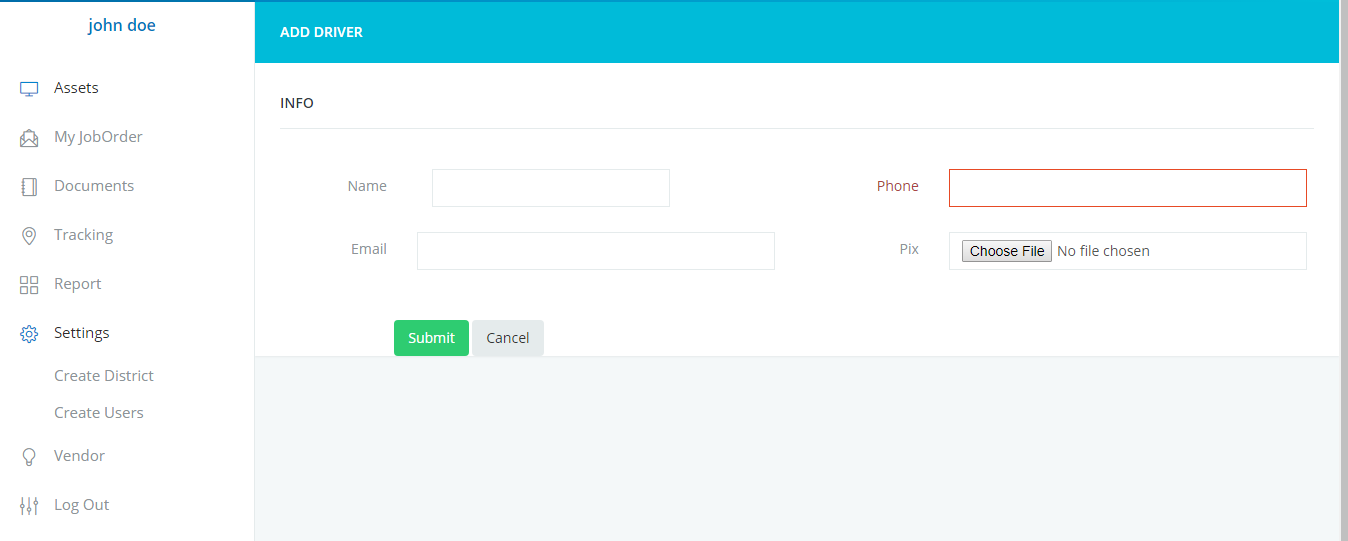 john doe
Assets
My JobOrder
Documents
Tracking
Report
Settings
Create District
Create Users
Vendor
Log Out
ADD DRIVER
INFO
Name
Phone
Email
Pix Choose File No file chosen
Submit Cancel